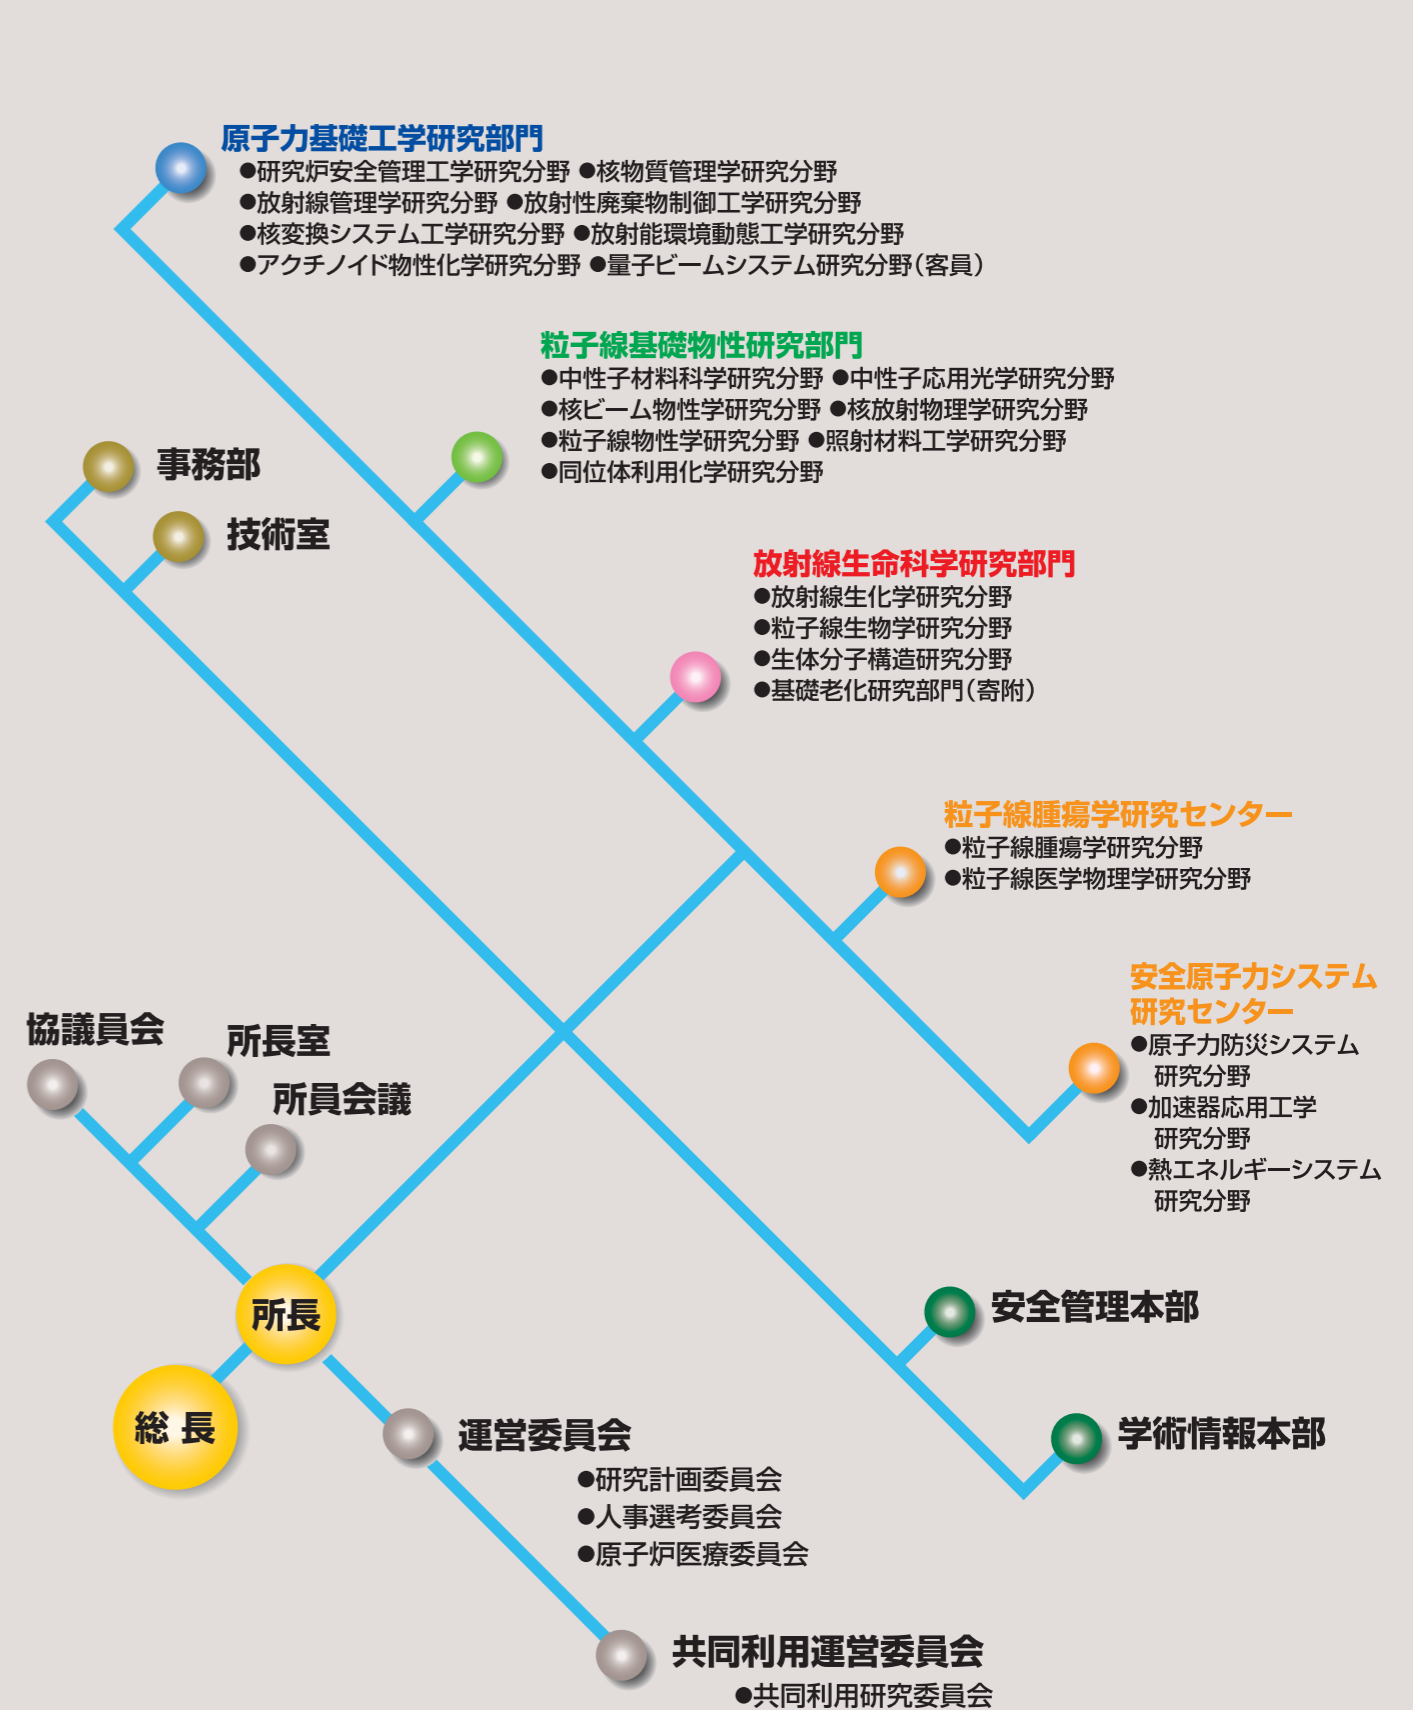 原子力基礎工学研究部門
●研究炉安全管理工学研究分野 ●核物質管理学研究分野
●放射線管理学研究分野 ●放射性廃棄物制御工学研究分野
●核変換システム工学研究分野 ●放射能環境動態工学研究分野
●アクチノイド物性化学研究分野 ●量子ビームシステム研究分野（客員）
粒子線基礎物性研究部門
●中性子材料科学研究分野 ●中性子応用光学研究分野
●核ビーム物性学研究分野 ●核放射物理学研究分野
●粒子線物性学研究分野 ●照射材料工学研究分野
●同位体利用化学研究分野
事務部
技術室
放射線生命科学研究部門
●放射線生化学研究分野
●粒子線生物学研究分野
●生体分子構造研究分野
●基礎老化研究部門（寄附）
粒子線腫瘍学研究センター
●粒子線腫瘍学研究分野
●粒子線医学物理学研究分野
安全原子力システム
研究センター
●原子力防災システム
研究分野
●加速器応用工学
研究分野
●熱エネルギーシステム
研究分野
協議員会
所長室
所員会議
所長
総 長
安全管理本部
学術情報本部
運営委員会
●研究計画委員会
●人事選考委員会
●原子炉医療委員会
共同利用運営委員会
●共同利用研究委員会